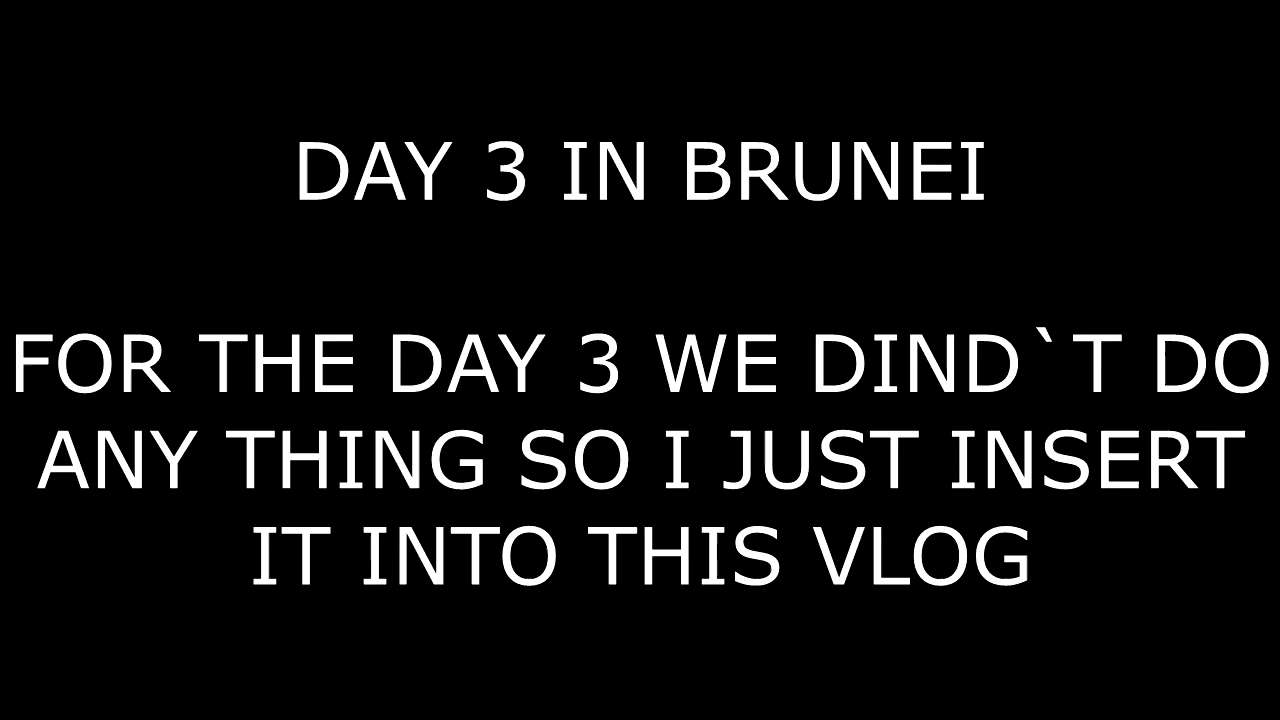 DAY 3 IN BRUNEI
FOR THE DAY 3 WE DIND`T DO
ANY THING SO I JUST INSERT
IT INTO THIS VLOG